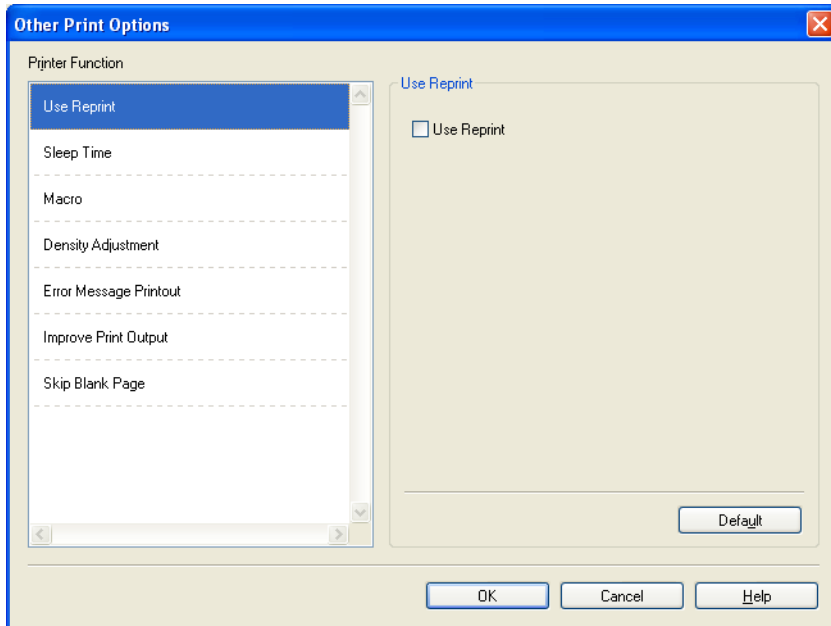 Other Print Options
Printer Function
Use Reprint
Sleep Time
Macro
Density Adjustment
Error Message Printout
Improve Print Output
Skip Blank Page
Use Reprint
Use Reprint
Default
OK
Cancel
Help